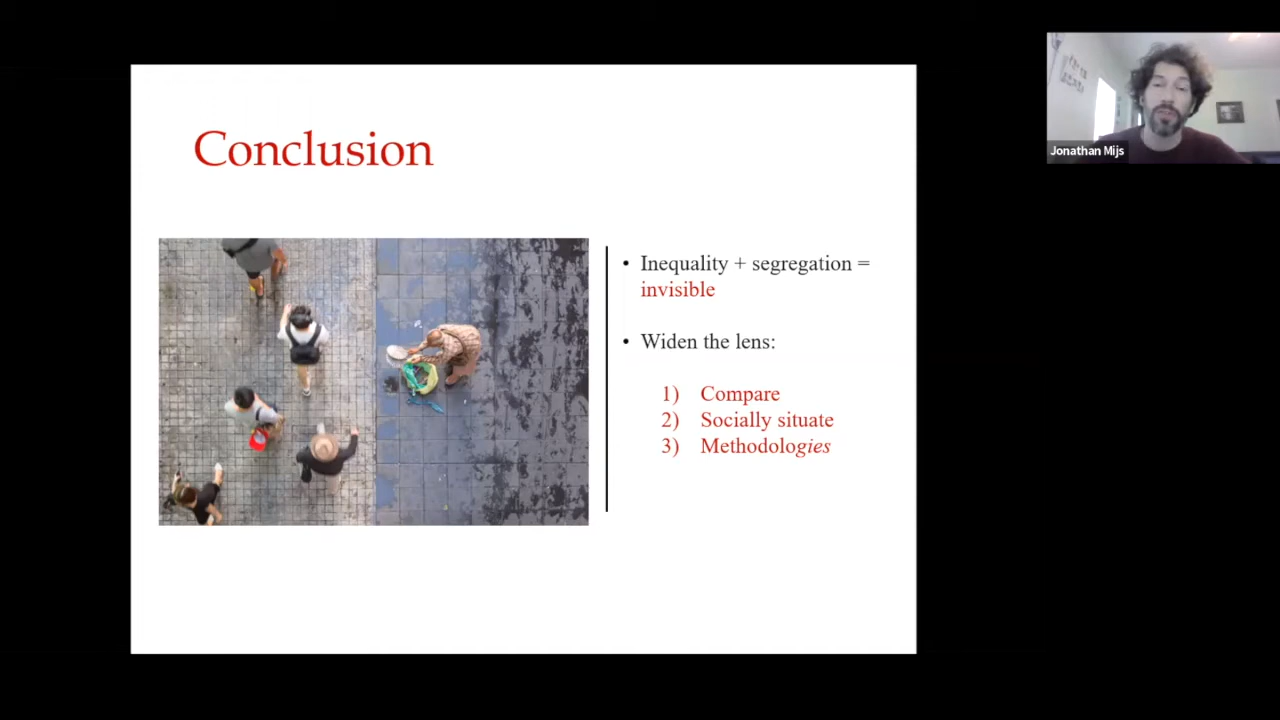 Conclusion
• Inequality + segregation =
invisible
• Widen the lens:
1) Compare
2) Socially situate
3) Methodologies
Jonathan Mijs